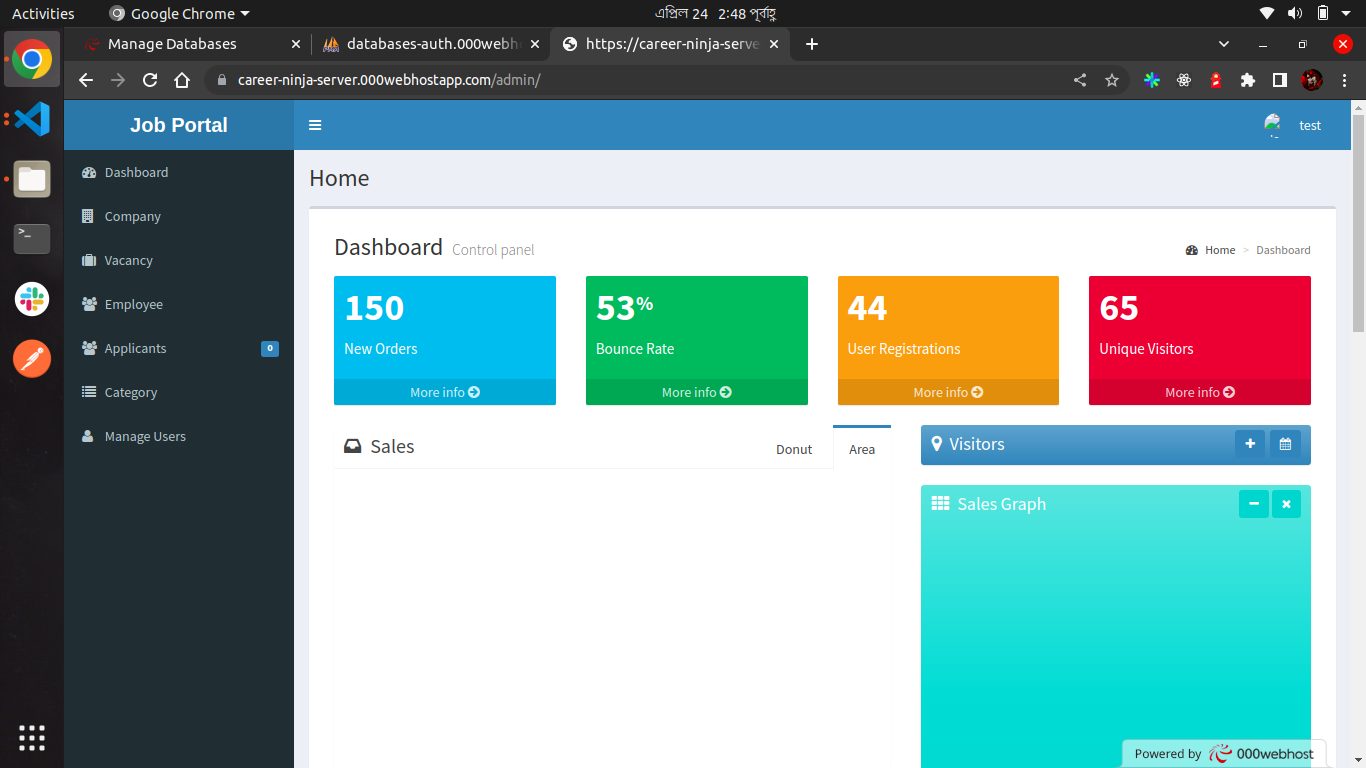 Activities Google Chrome এপ্রিল 24 2:48 পূর্বাহ্ণ
Manage Databases databases-auth.000webh https://career-ninja-serve
career-ninja-server.000webhostapp.com/admin/
Job Portal test
Dashboard
Company
Vacancy
Employee
Applicants 0
Category
Manage Users
Home
Dashboard Control panel Home > Dashboard
150 53% 44 65
New Orders Bounce Rate User Registrations Unique Visitors
More info More info More info More info
Sales Donut Area Visitors
Sales Graph
Powered by 000webhost